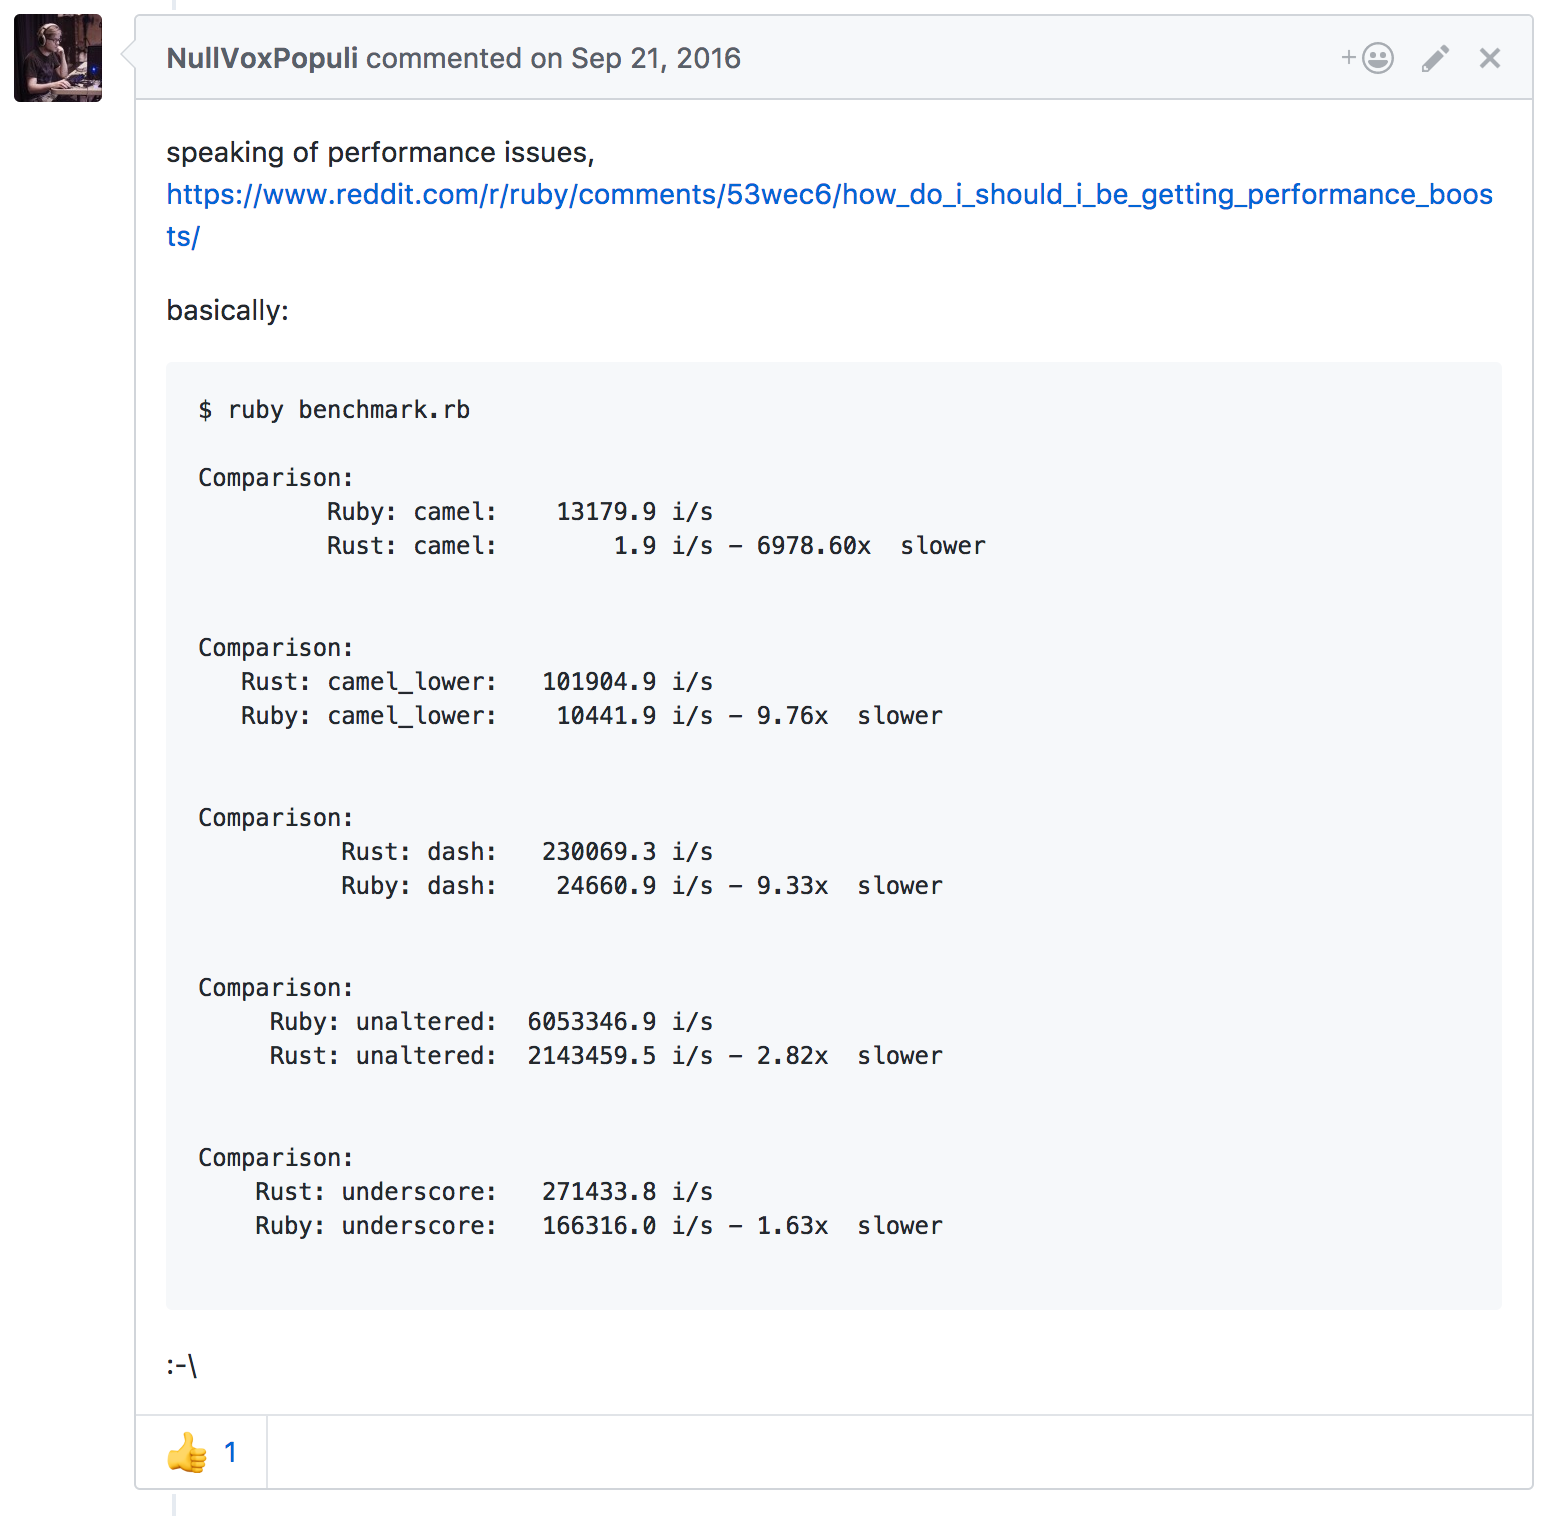 NullVoxPopuli commented on Sep 21, 2016
speaking of performance issues,
https://www.reddit.com/r/ruby/comments/53wec6/how_do_i_should_i_be_getting_performance_boos
ts/
basically:
$ ruby benchmark.rb
Comparison:
Ruby: camel: 13179.9 i/s
Rust: camel: 1.9 i/s - 6978.60x slower
Comparison:
Rust: camel_lower: 101904.9 i/s
Ruby: camel_lower: 10441.9 i/s - 9.76x slower
Comparison:
Rust: dash: 230069.3 i/s
Ruby: dash: 24660.9 i/s - 9.33x slower
Comparison:
Ruby: unaltered: 6053346.9 i/s
Rust: unaltered: 2143459.5 i/s - 2.82x slower
Comparison:
Rust: underscore: 271433.8 i/s
Ruby: underscore: 166316.0 i/s - 1.63x slower
:-\
👍 1